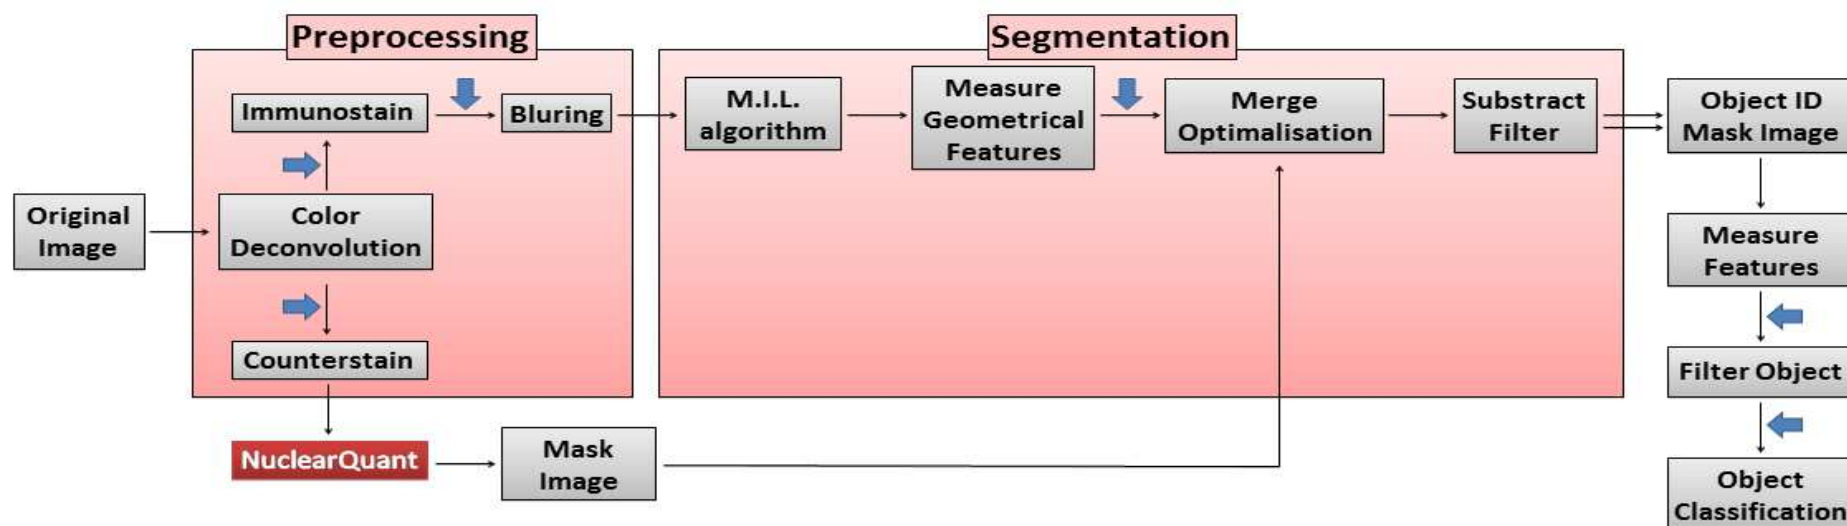 Preprocessing
Segmentation
Immunostain
Bluring
M.I.L.
algorithm
Measure
Geometrical
Features
Merge
Optimalisation
Substract
Filter
Object ID
Mask Image
Original
Image
Color
Deconvolution
Measure
Features
Counterstain
Filter Object
NuclearQuant
Mask
Image
Object
Classification